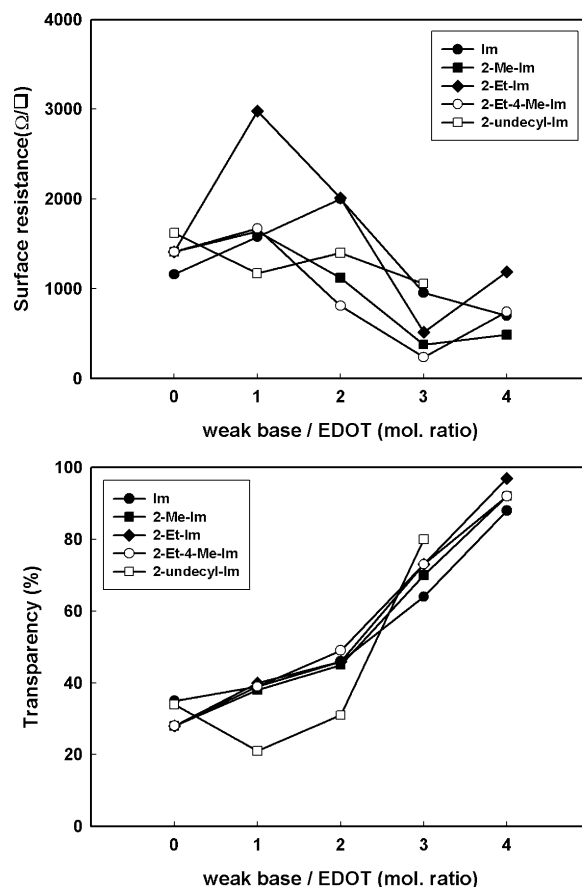 4000
3000
2000
1000
0
Surface resistance(Ω/❑)
Im
2-Me-Im
2-Et-Im
2-Et-4-Me-Im
2-undecyl-Im
0 1 2 3 4
weak base / EDOT (mol. ratio)
100
80
60
40
20
0
Transparency (%)
Im
2-Me-Im
2-Et-Im
2-Et-4-Me-Im
2-undecyl-Im
0 1 2 3 4
weak base / EDOT (mol. ratio)